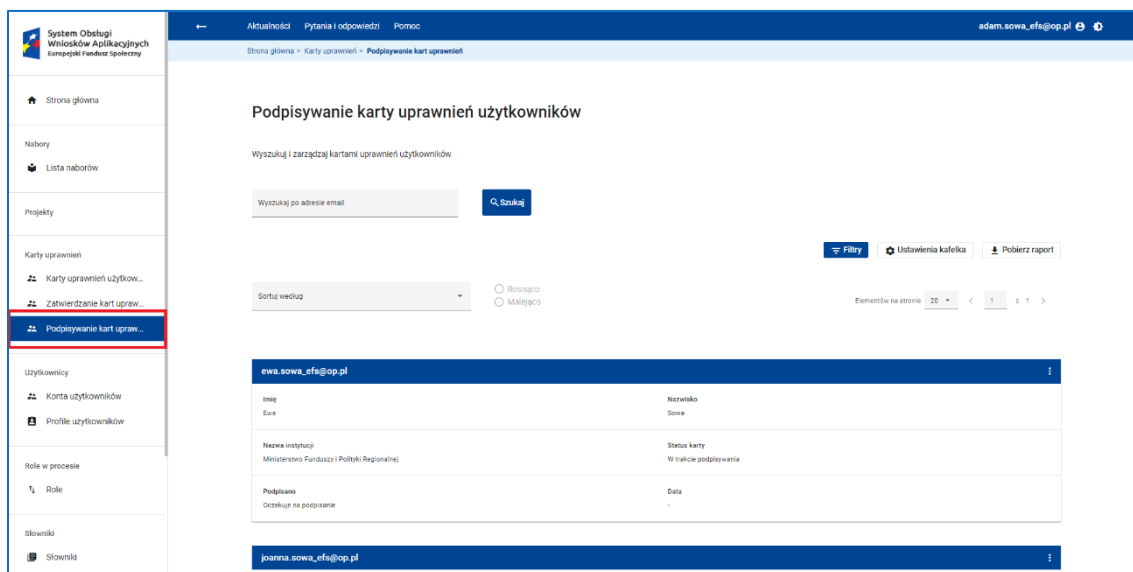 System Obsługi
Wniosków Aplikacyjnych
Europejski Fundusz Społeczny
Aktualności Pytania i odpowiedzi Pomoc
adam.sowa_efs@op.pl
Strona główna > Karty uprawnień > Podpisywanie kart uprawnień
Strona główna
Nabory
Lista naborów
Projekty
Karty uprawnień
Karty uprawnień użytkow...
Zatwierdzanie kart upraw...
Podpisywanie kart upraw...
Użytkownicy
Konta użytkowników
Profile użytkowników
Role w procesie
Role
Słowniki
Słowniki
Podpisywanie karty uprawnień użytkowników
Wyszukuj i zarządzaj kartami uprawnień użytkowników
Wyszukaj po adresie email
Szukaj
Filtry
Ustawienia kafelka
Pobierz raport
Sortuj według
Rosnąco
Malejąco
Elementów na stronie 20 < 1 z 1 >
ewa.sowa_efs@op.pl
Imię Nazwisko
Ewa Sowa
Nazwa instytucji Status karty
Ministerstwo Funduszy i Polityki Regionalnej W trakcie podpisywania
Podpisano Data
Oczekuje na podpisanie -
joanna.sowa_efs@op.pl